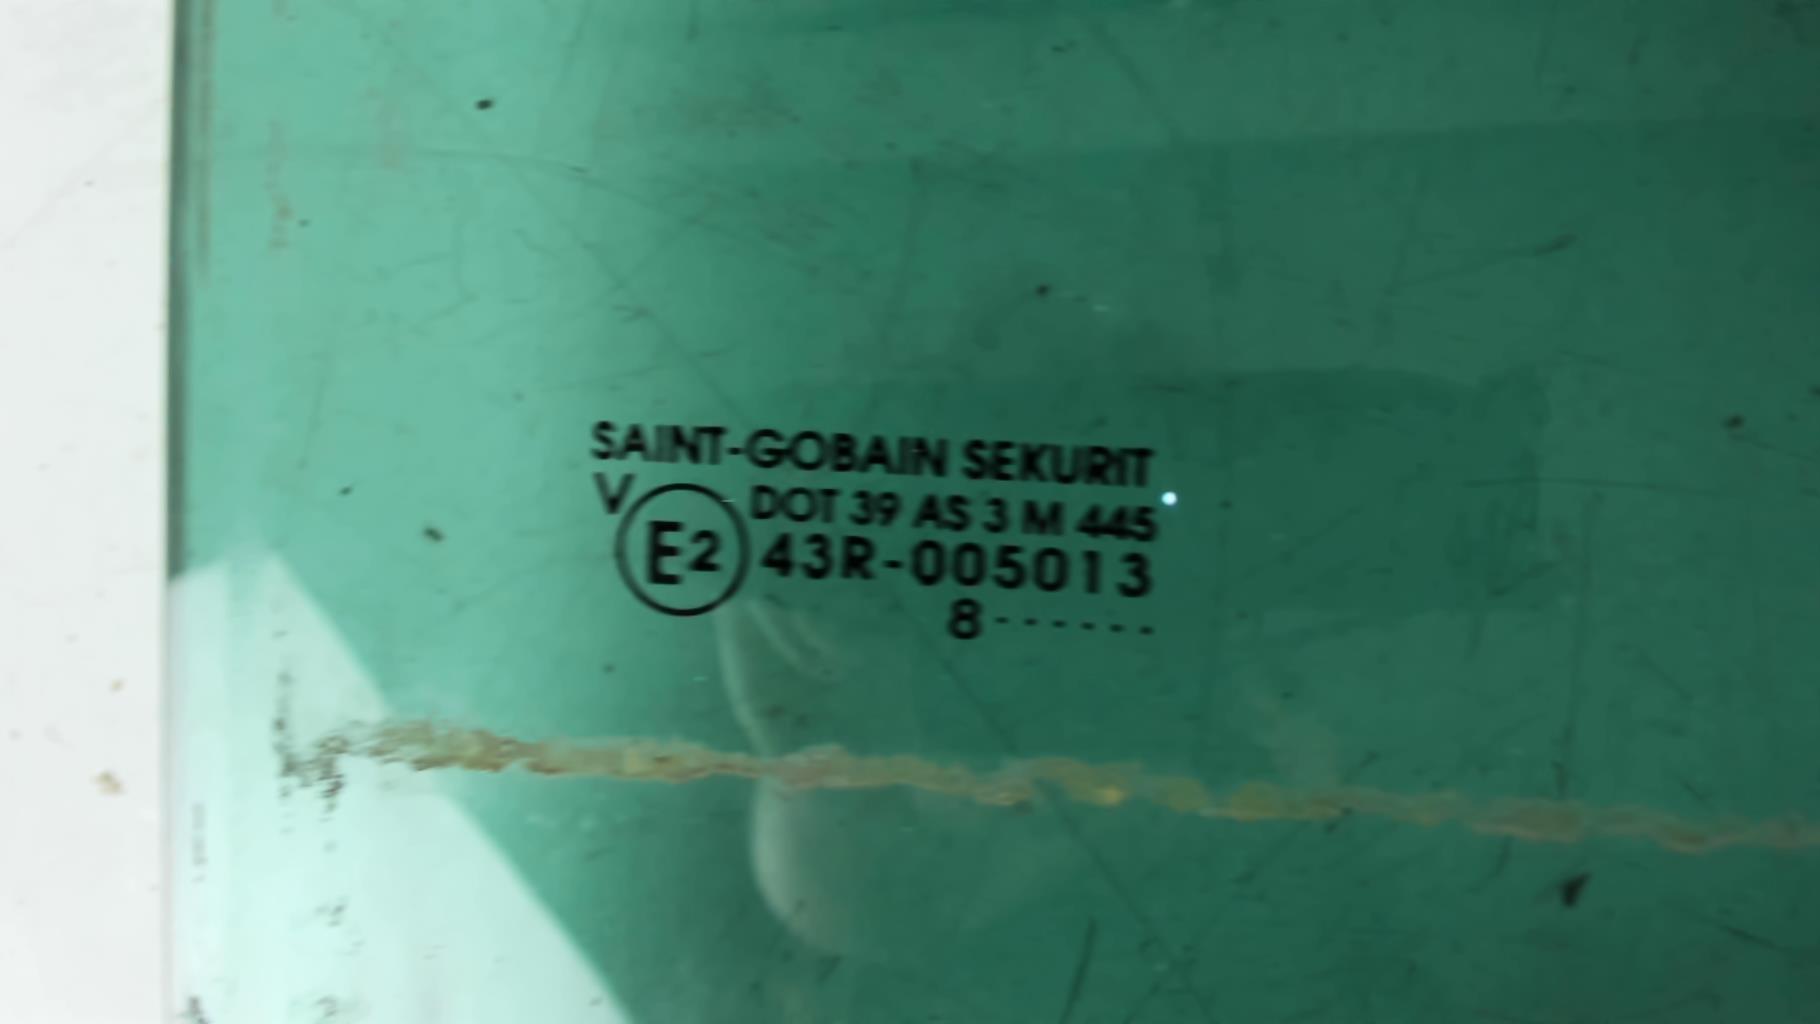 SAINT-GOBAIN SEKURIT
V DOT 39 AS 3 M 445
E2 43R-005013
8------